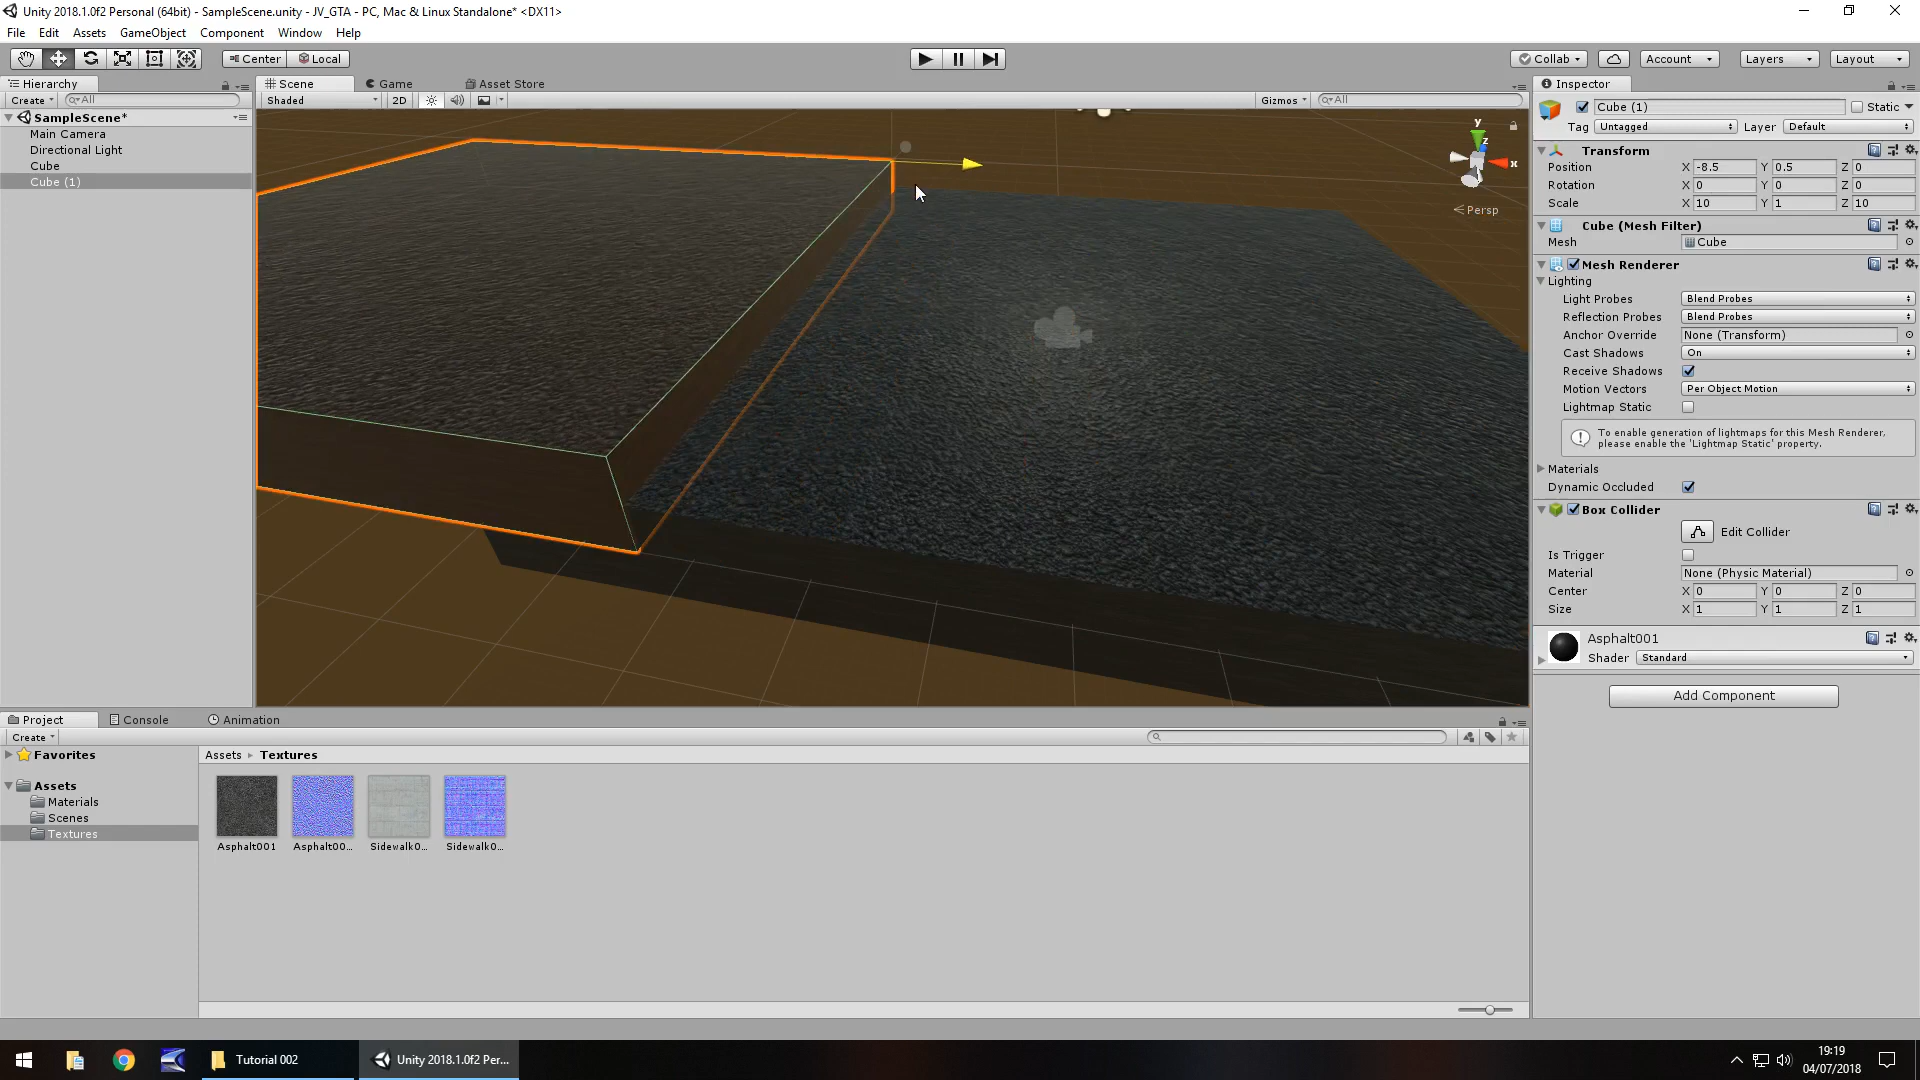 Unity 2018.1.0f2 Personal (64bit) - SampleScene.unity - JV_GTA - PC, Mac & Linux Standalone* <DX11>
File Edit Assets GameObject Component Window Help
Center Local Collab Account Layers Layout
Hierarchy Scene Game Asset Store Inspector
Create All Shaded 2D Gizmos All
SampleScene*
Main Camera
Directional Light
Cube
Cube (1)
y
z
x
Persp
Cube (1) Static
Tag Untagged Layer Default
Transform
Position X -8.5 Y 0.5 Z 0
Rotation X 0 Y 0 Z 0
Scale X 10 Y 1 Z 10
Cube (Mesh Filter)
Mesh Cube
Mesh Renderer
Lighting
Light Probes Blend Probes
Reflection Probes Blend Probes
Anchor Override None (Transform)
Cast Shadows On
Receive Shadows
Motion Vectors Per Object Motion
Lightmap Static
To enable generation of lightmaps for this Mesh Renderer,
please enable the 'Lightmap Static' property.
Materials
Dynamic Occluded
Box Collider
Edit Collider
Is Trigger
Material None (Physic Material)
Center X 0 Y 0 Z 0
Size X 1 Y 1 Z 1
Asphalt001
Shader Standard
Add Component
Project Console Animation
Create
Favorites
Assets
Materials
Scenes
Textures
Assets Textures
Asphalt001 Asphalt00... Sidewalk0... Sidewalk0...
Tutorial 002
Unity 2018.1.0f2 Per...
19:19
04/07/2018